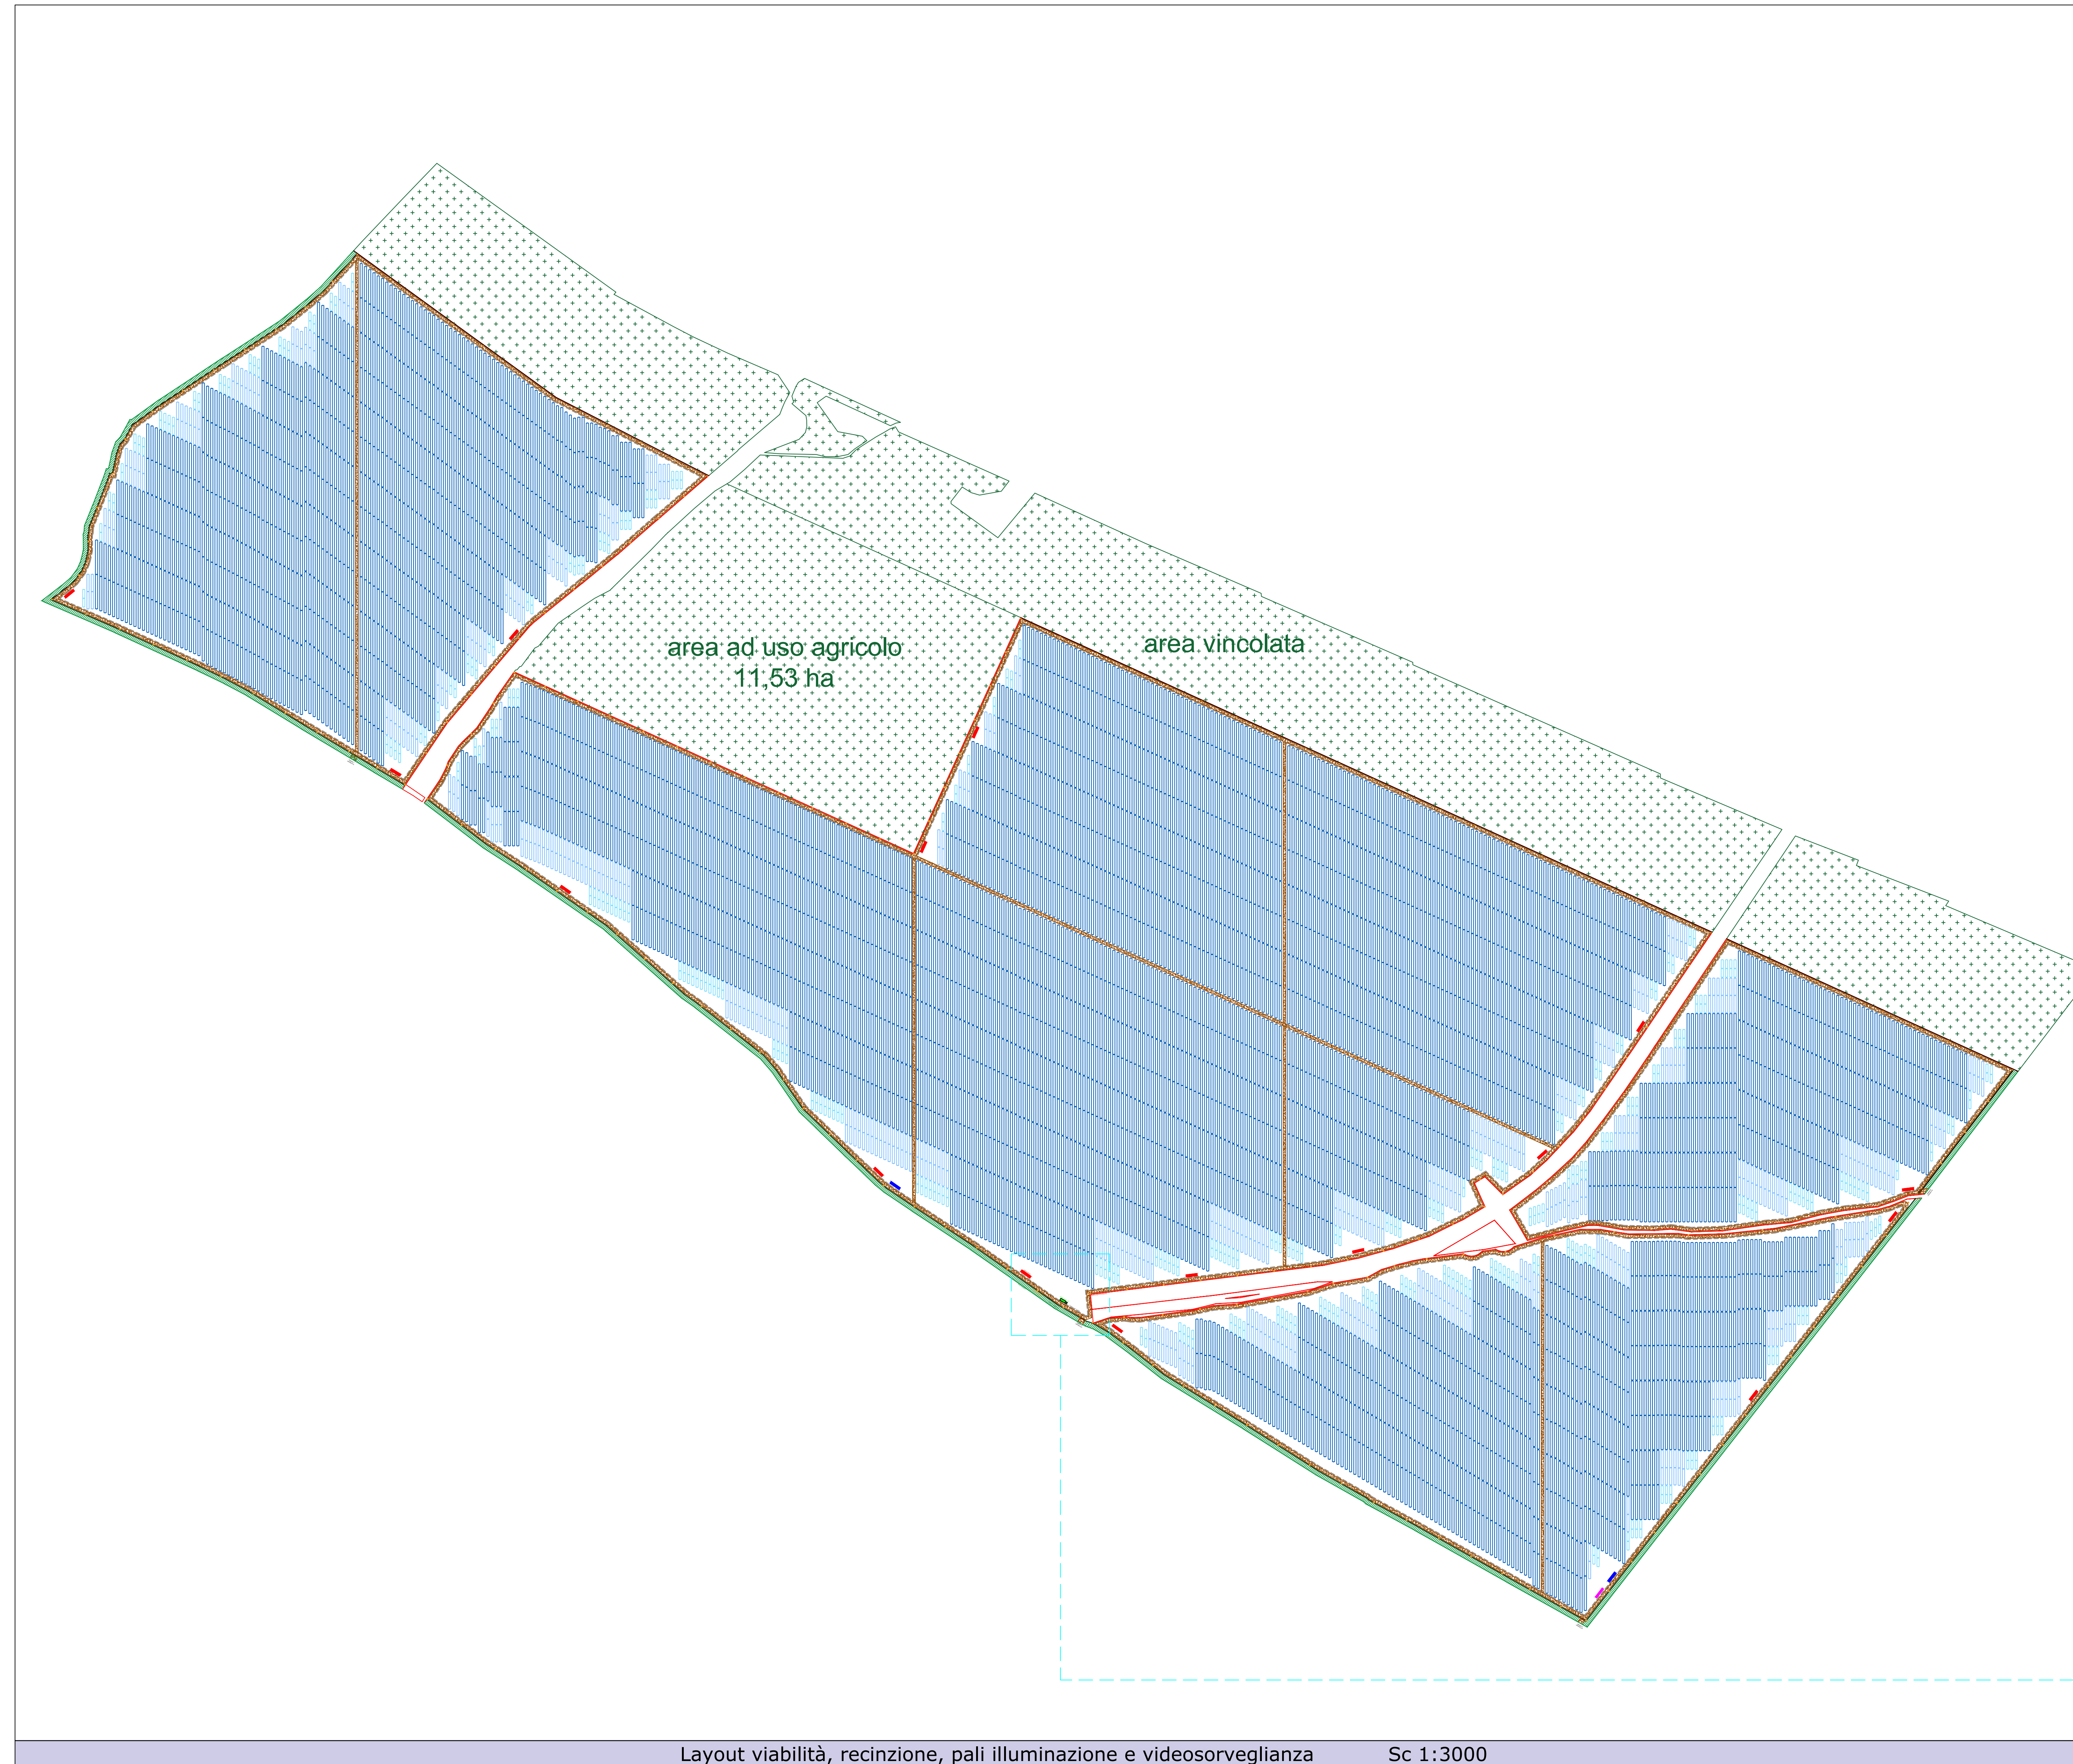 area ad uso agricolo
11,53 ha
area vincolata
Layout viabilità, recinzione, pali illuminazione e videosorveglianza Sc 1:3000